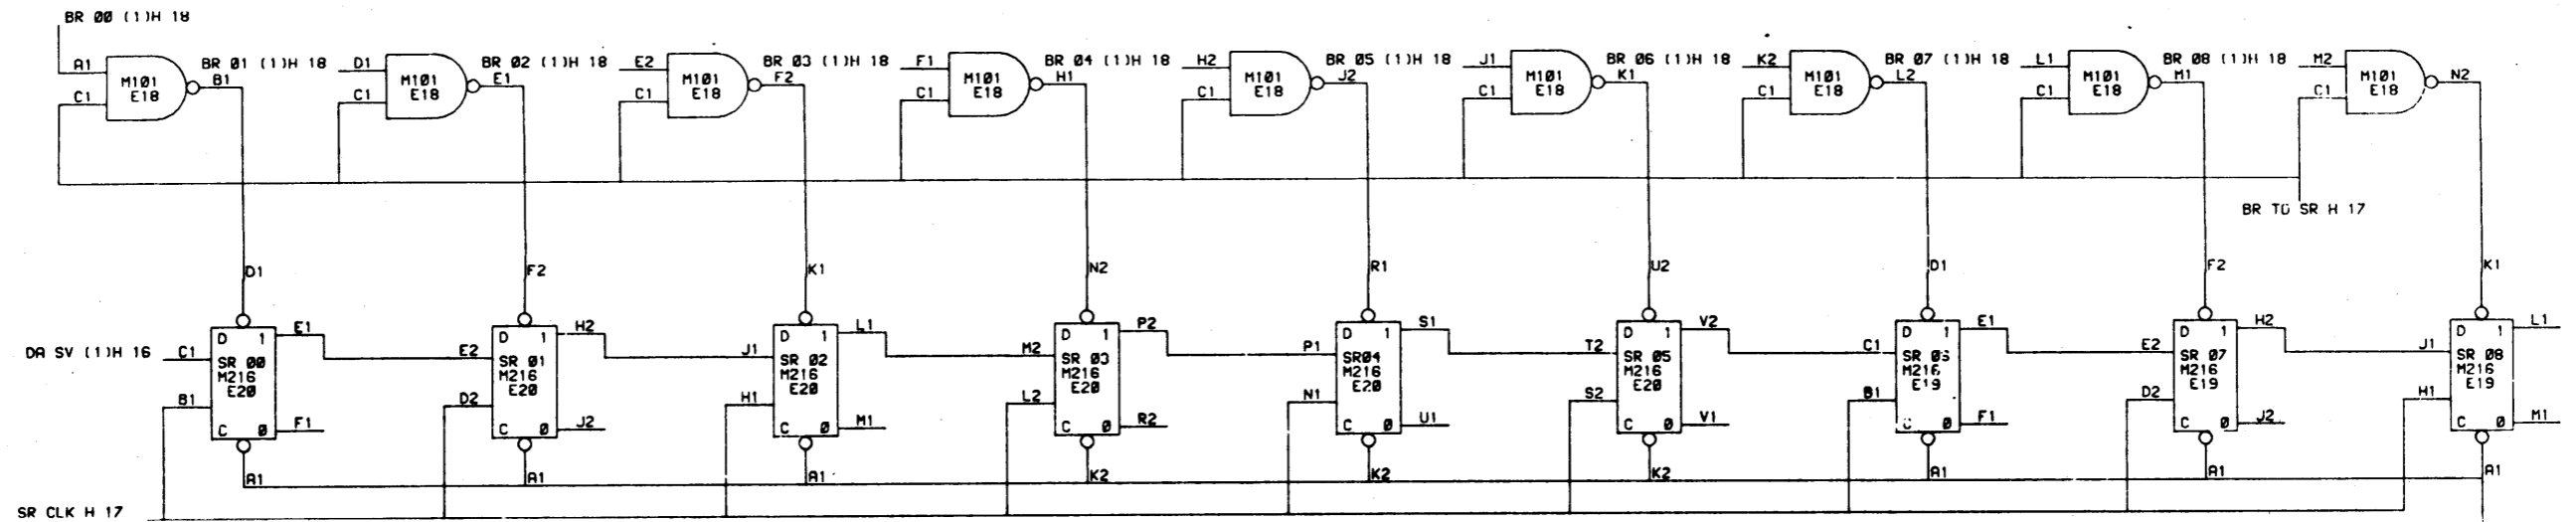 BR 00 (1)H 18
A1 C1 M101 E18 B1
BR 01 (1)H 18 D1 C1 M101 E18 E1
BR 02 (1)H 18 E2 C1 M101 E18 F2
BR 03 (1)H 18 F1 C1 M101 E18 H1
BR 04 (1)H 18 H2 C1 M101 E18 J2
BR 05 (1)H 18 J1 C1 M101 E18 K1
BR 06 (1)H 18 K2 C1 M101 E18 L2
BR 07 (1)H 18 L1 C1 M101 E18 M1
BR 08 (1)H 18 M2 C1 M101 E18 N2
BR TO SR H 17
D1 F2 K1 N2 R1 U2 D1 F2 K1
DA SV (1)H 16 C1 B1 D 1 SR 00 M216 E20 C 0 E1 F1
E2 D2 D 1 SR 01 M216 E20 C 0 H2 J2
J1 H1 D 1 SR 02 M216 E20 C 0 L1 M1
M2 L2 D 1 SR 03 M216 E20 C 0 P2 R2
P1 N1 D 1 SR04 M216 E20 C 0 S1 U1
T2 S2 D 1 SR 05 M216 E20 C 0 V2 V1
C1 B1 D 1 SR 06 M216 E19 C 0 E1 F1
E2 D2 D 1 SR 07 M216 E19 C 0 H2 J2
J1 H1 D 1 SR 08 M216 E19 C 0 L1 M1
A1 A1 A1 K2 K2 K2 A1 A1 A1
SR CLK H 17